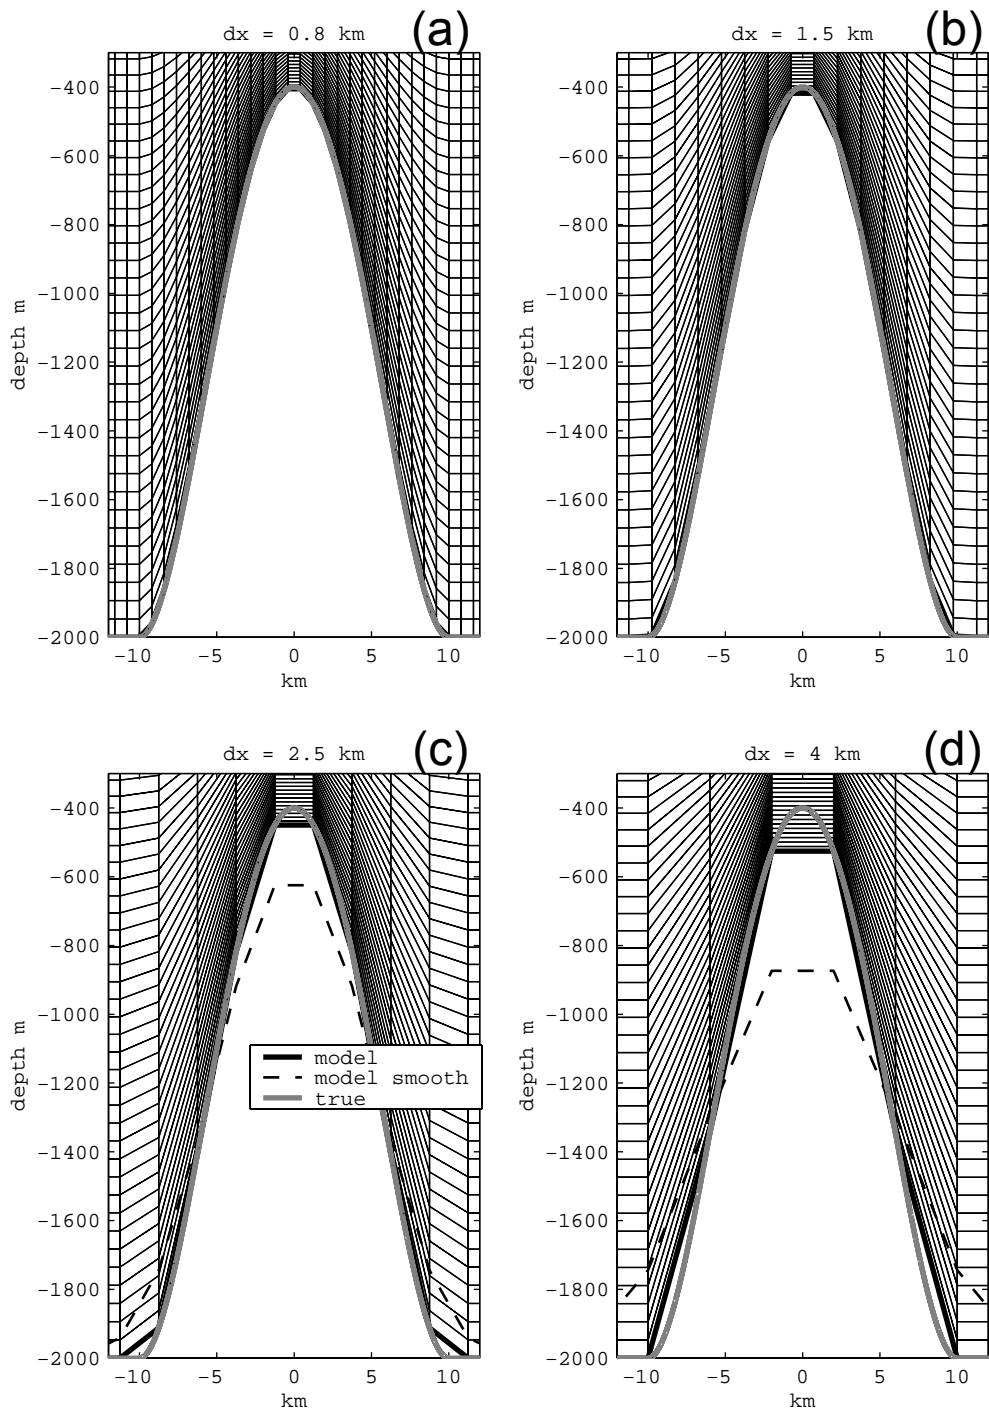 dx = 0.8 km
(a)
-400
-600
-800
-1000
-1200
-1400
-1600
-1800
-2000
depth m
-10 -5 0 5 10
km
dx = 1.5 km
(b)
-400
-600
-800
-1000
-1200
-1400
-1600
-1800
-2000
depth m
-10 -5 0 5 10
km
dx = 2.5 km
(c)
-400
-600
-800
-1000
-1200
-1400
-1600
-1800
-2000
depth m
model
model smooth
true
-10 -5 0 5 10
km
dx = 4 km
(d)
-400
-600
-800
-1000
-1200
-1400
-1600
-1800
-2000
depth m
-10 -5 0 5 10
km